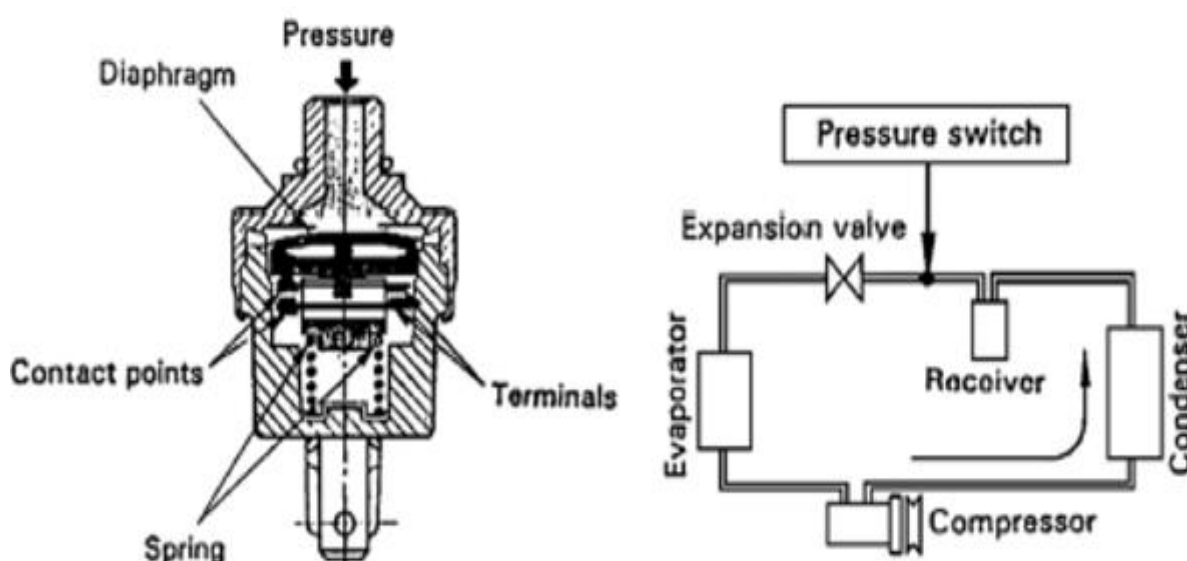 Pressure
Diaphragm
Contact points
Terminals
Spring
Pressure switch
Expansion valve
Evaporator
Receiver
Condenser
Compressor